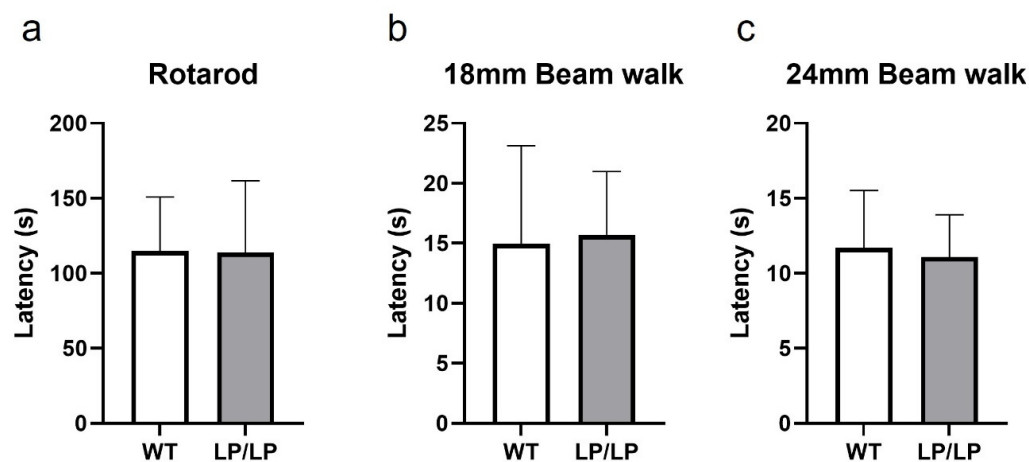 a
Rotarod
Latency (s)
200
150
100
50
0
WT LP/LP
b
18mm Beam walk
Latency (s)
25
20
15
10
5
0
WT LP/LP
c
24mm Beam walk
Latency (s)
20
15
10
5
0
WT LP/LP